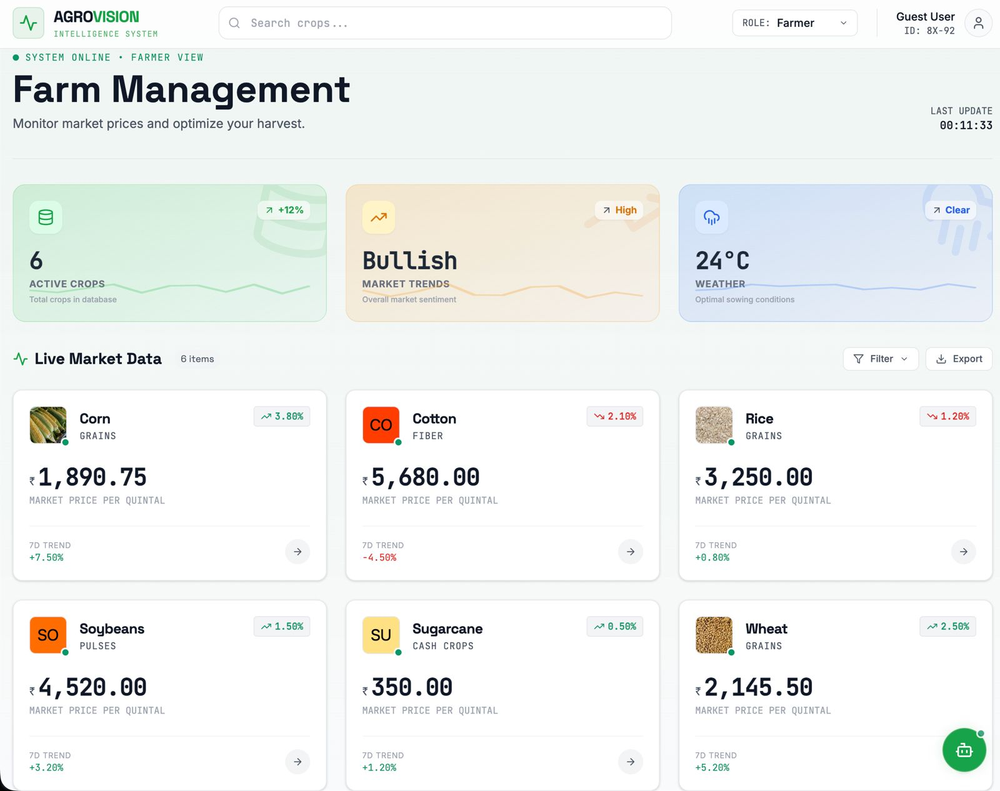 AGROVISION
INTELLIGENCE SYSTEM
Search crops...
ROLE: Farmer
Guest User
ID: 8X-92
SYSTEM ONLINE • FARMER VIEW
Farm Management
Monitor market prices and optimize your harvest.
LAST UPDATE
00:11:33
+12%
6
ACTIVE CROPS
Total crops in database
High
Bullish
MARKET TRENDS
Overall market sentiment
Clear
24°C
WEATHER
Optimal sowing conditions
Live Market Data
6 items
Filter
Export
Corn
GRAINS
3.80%
₹1,890.75
MARKET PRICE PER QUINTAL
7D TREND
+7.50%
CO
Cotton
FIBER
2.10%
₹5,680.00
MARKET PRICE PER QUINTAL
7D TREND
-4.50%
Rice
GRAINS
1.20%
₹3,250.00
MARKET PRICE PER QUINTAL
7D TREND
+0.80%
SO
Soybeans
PULSES
1.50%
₹4,520.00
MARKET PRICE PER QUINTAL
7D TREND
+3.20%
SU
Sugarcane
CASH CROPS
0.50%
₹350.00
MARKET PRICE PER QUINTAL
7D TREND
+1.20%
Wheat
GRAINS
2.50%
₹2,145.50
MARKET PRICE PER QUINTAL
7D TREND
+5.20%